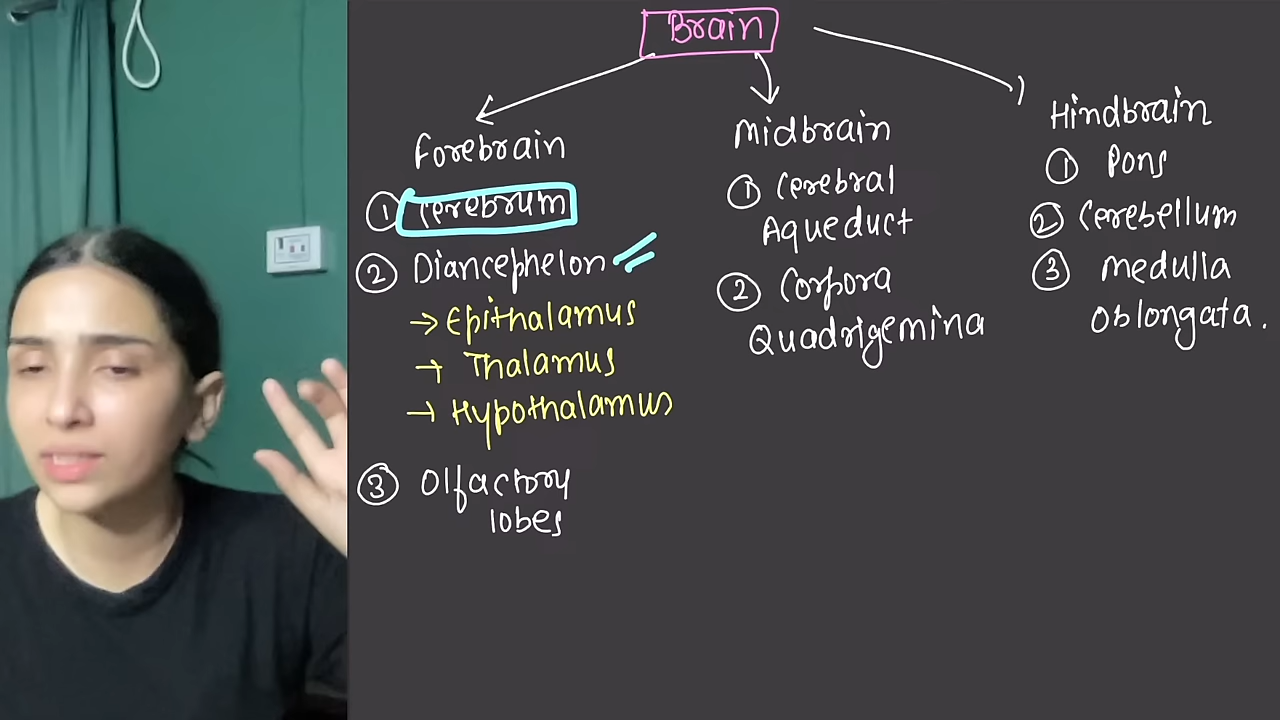 Brain
Forebrain
① Cerebrum
② Diancephelon
→ Epithalamus
→ Thalamus
→ Hypothalamus
③ Olfactory
lobes
Midbrain
① Cerebral
Aqueduct
② Corpora
Quadrigemina
Hindbrain
① Pons
② Cerebellum
③ Medulla
Oblongata.